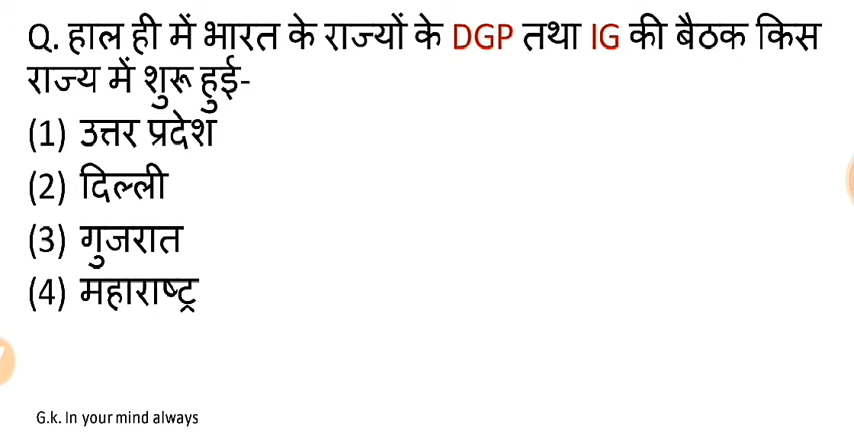 Q. हाल ही में भारत के राज्यों के DGP तथा IG की बैठक किस
राज्य में शुरू हुई-
(1) उत्तर प्रदेश
(2) दिल्ली
(3) गुजरात
(4) महाराष्ट्र
G.k. In your mind always